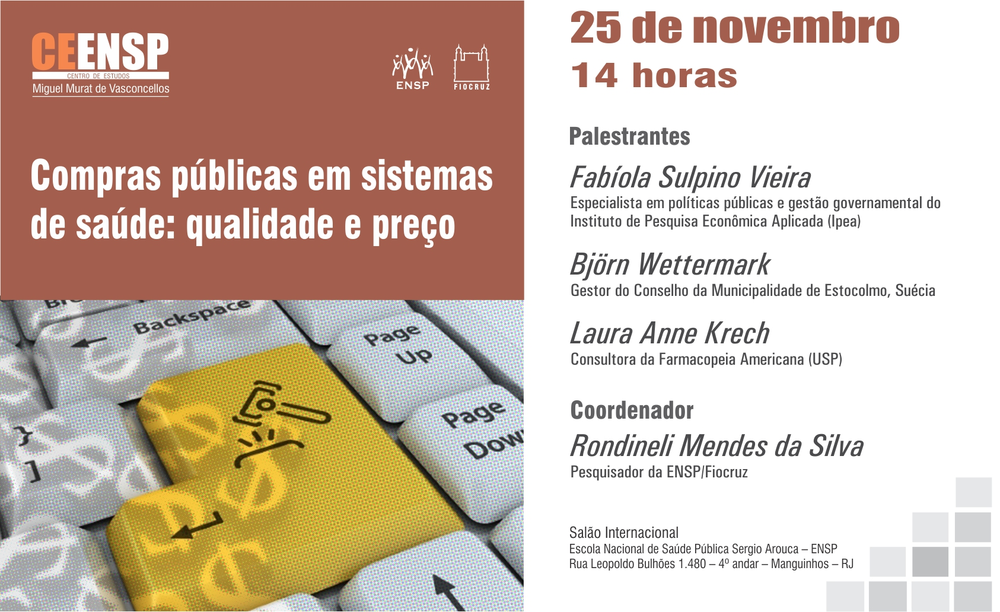 CEENSP
CENTRO DE ESTUDOS
Miguel Murat de Vasconcellos
ENSP
FIOCRUZ
Compras públicas em sistemas
de saúde: qualidade e preço
Backspace
Page
Up
Page
}
]
25 de novembro
14 horas
Palestrantes
Fabíola Sulpino Vieira
Especialista em políticas públicas e gestão governamental do
Instituto de Pesquisa Econômica Aplicada (Ipea)
Björn Wettermark
Gestor do Conselho da Municipalidade de Estocolmo, Suécia
Laura Anne Krech
Consultora da Farmacopeia Americana (USP)
Coordenador
Rondineli Mendes da Silva
Pesquisador da ENSP/Fiocruz
Salão Internacional
Escola Nacional de Saúde Pública Sergio Arouca – ENSP
Rua Leopoldo Bulhões 1.480 – 4º andar – Manguinhos – RJ